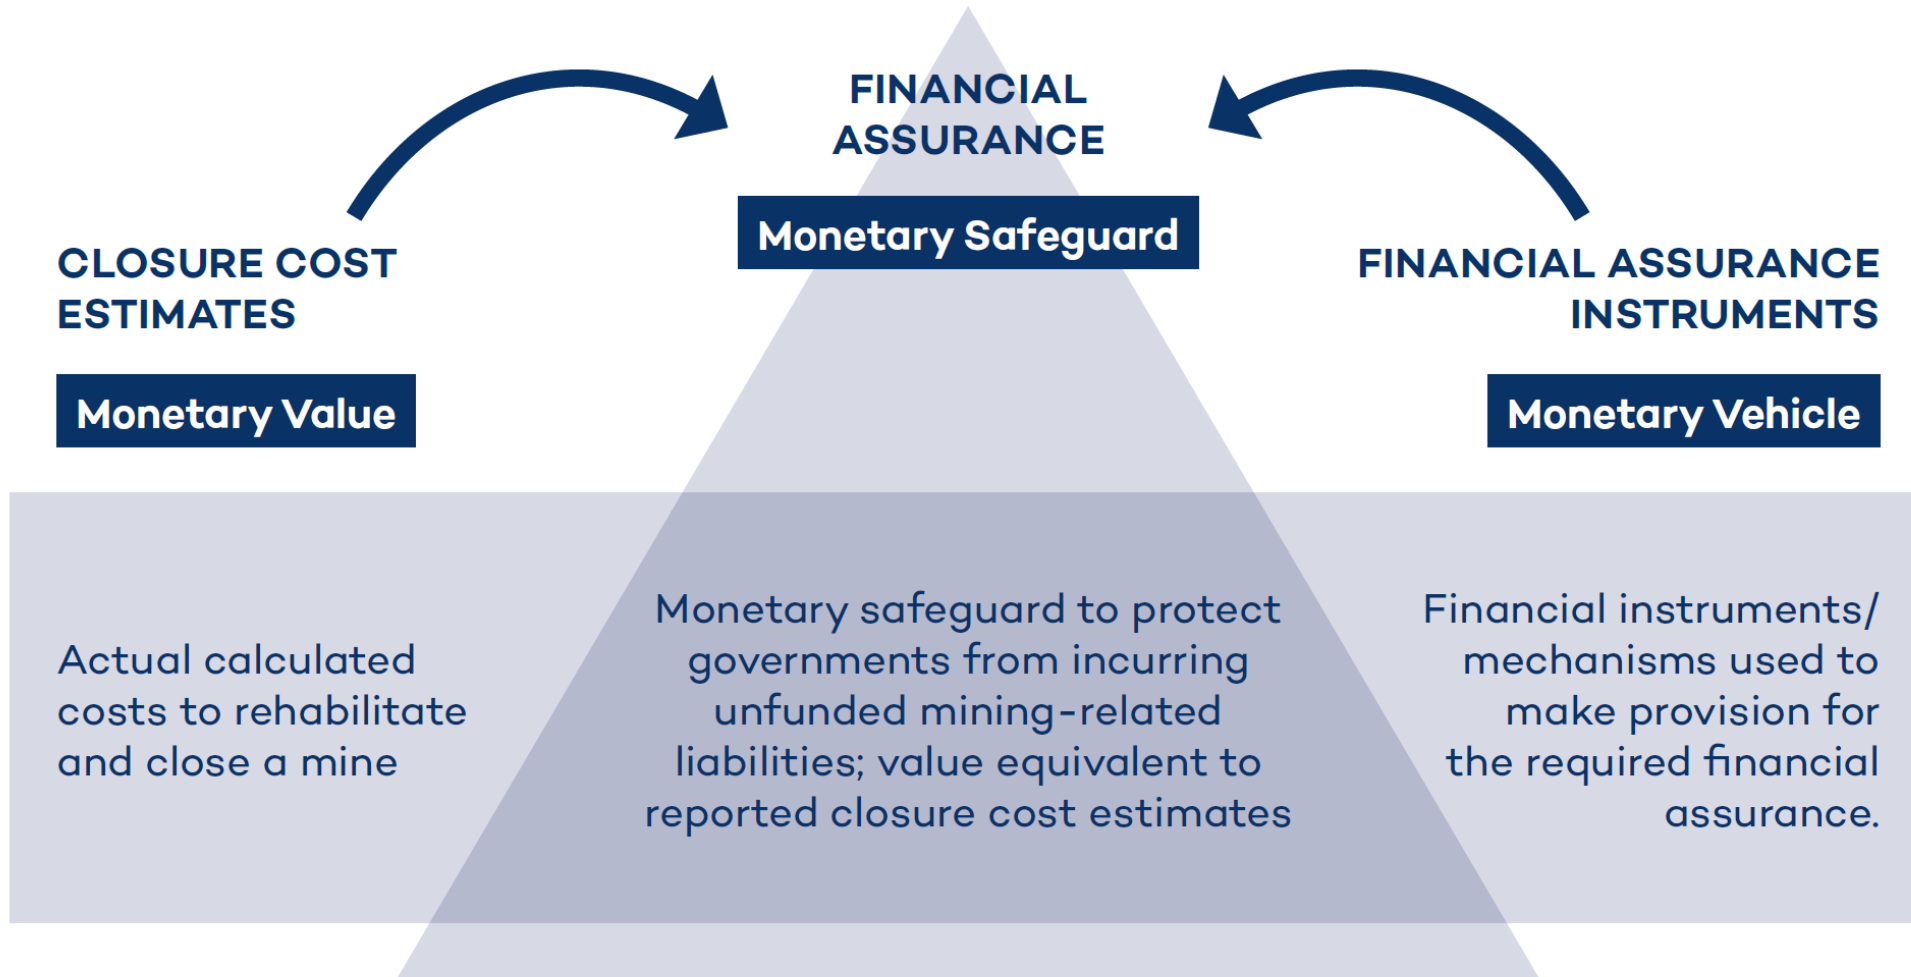 FINANCIAL
ASSURANCE
Monetary Safeguard
CLOSURE COST
ESTIMATES
Monetary Value
FINANCIAL ASSURANCE
INSTRUMENTS
Monetary Vehicle
Actual calculated
costs to rehabilitate
and close a mine
Monetary safeguard to protect
governments from incurring
unfunded mining-related
liabilities; value equivalent to
reported closure cost estimates
Financial instruments/
mechanisms used to
make provision for
the required financial
assurance.